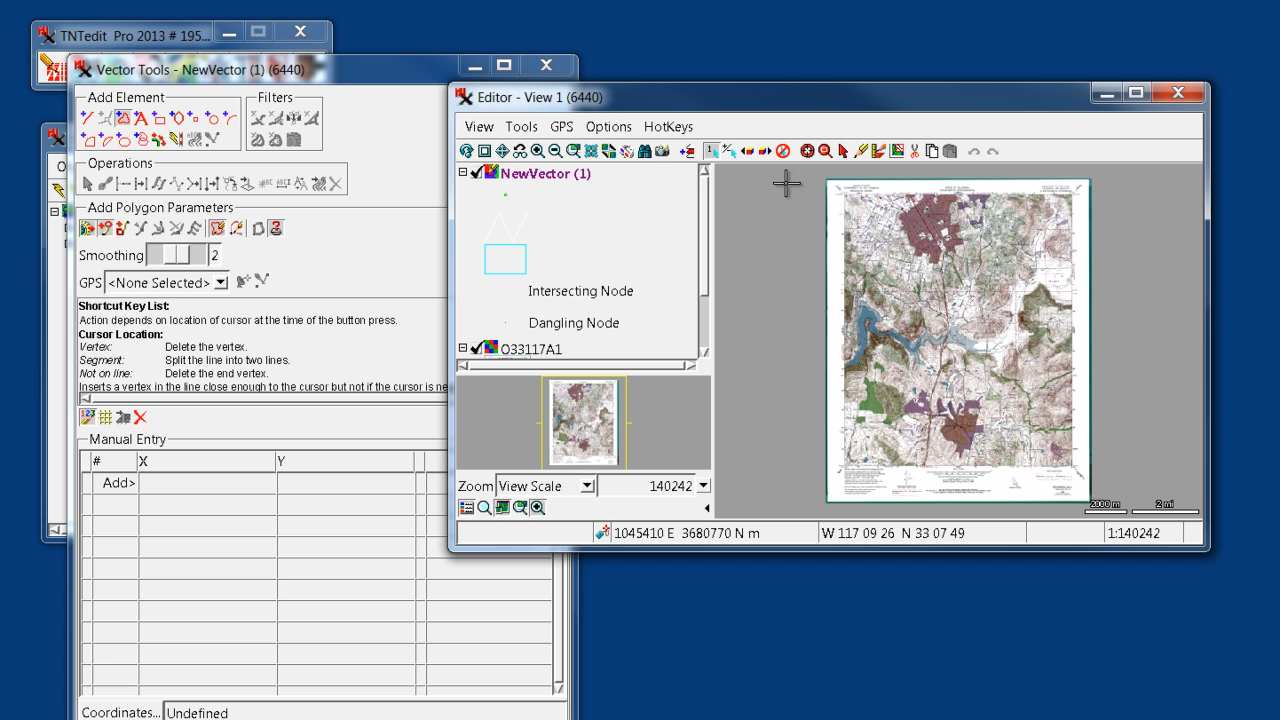 TNTedit Pro 2013 # 195...
Vector Tools - NewVector (1) (6440)
Add Element
Filters
Operations
Add Polygon Parameters
Smoothing
2
GPS <None Selected>
Shortcut Key List:
Action depends on location of cursor at the time of the button press.
Cursor Location:
Vertex: Delete the vertex.
Segment: Split the line into two lines.
Not on line: Delete the end vertex.
Inserts a vertex in the line close enough to the cursor but not if the cursor is ne
Manual Entry
# X Y
Add>
Coordinates... Undefined
Editor - View 1 (6440)
View Tools GPS Options HotKeys
NewVector (1)
Intersecting Node
Dangling Node
O33117A1
Zoom View Scale 140242
2000 m 2 mi
1045410 E 3680770 N m W 117 09 26 N 33 07 49 1:140242